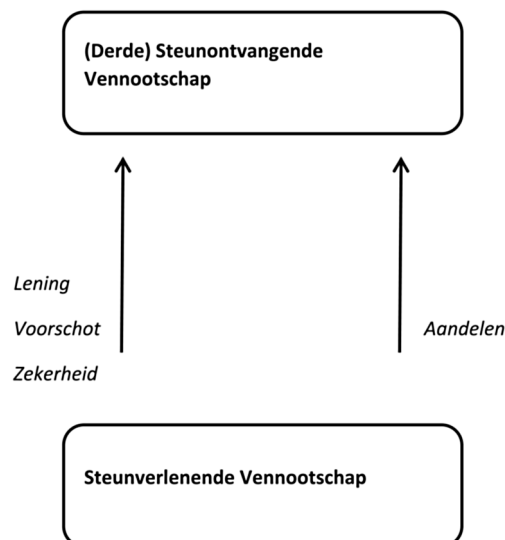 (Derde) Steunontvangende
Vennootschap
Lening
Voorschot
Aandelen
Zekerheid
Steunverlenende Vennootschap